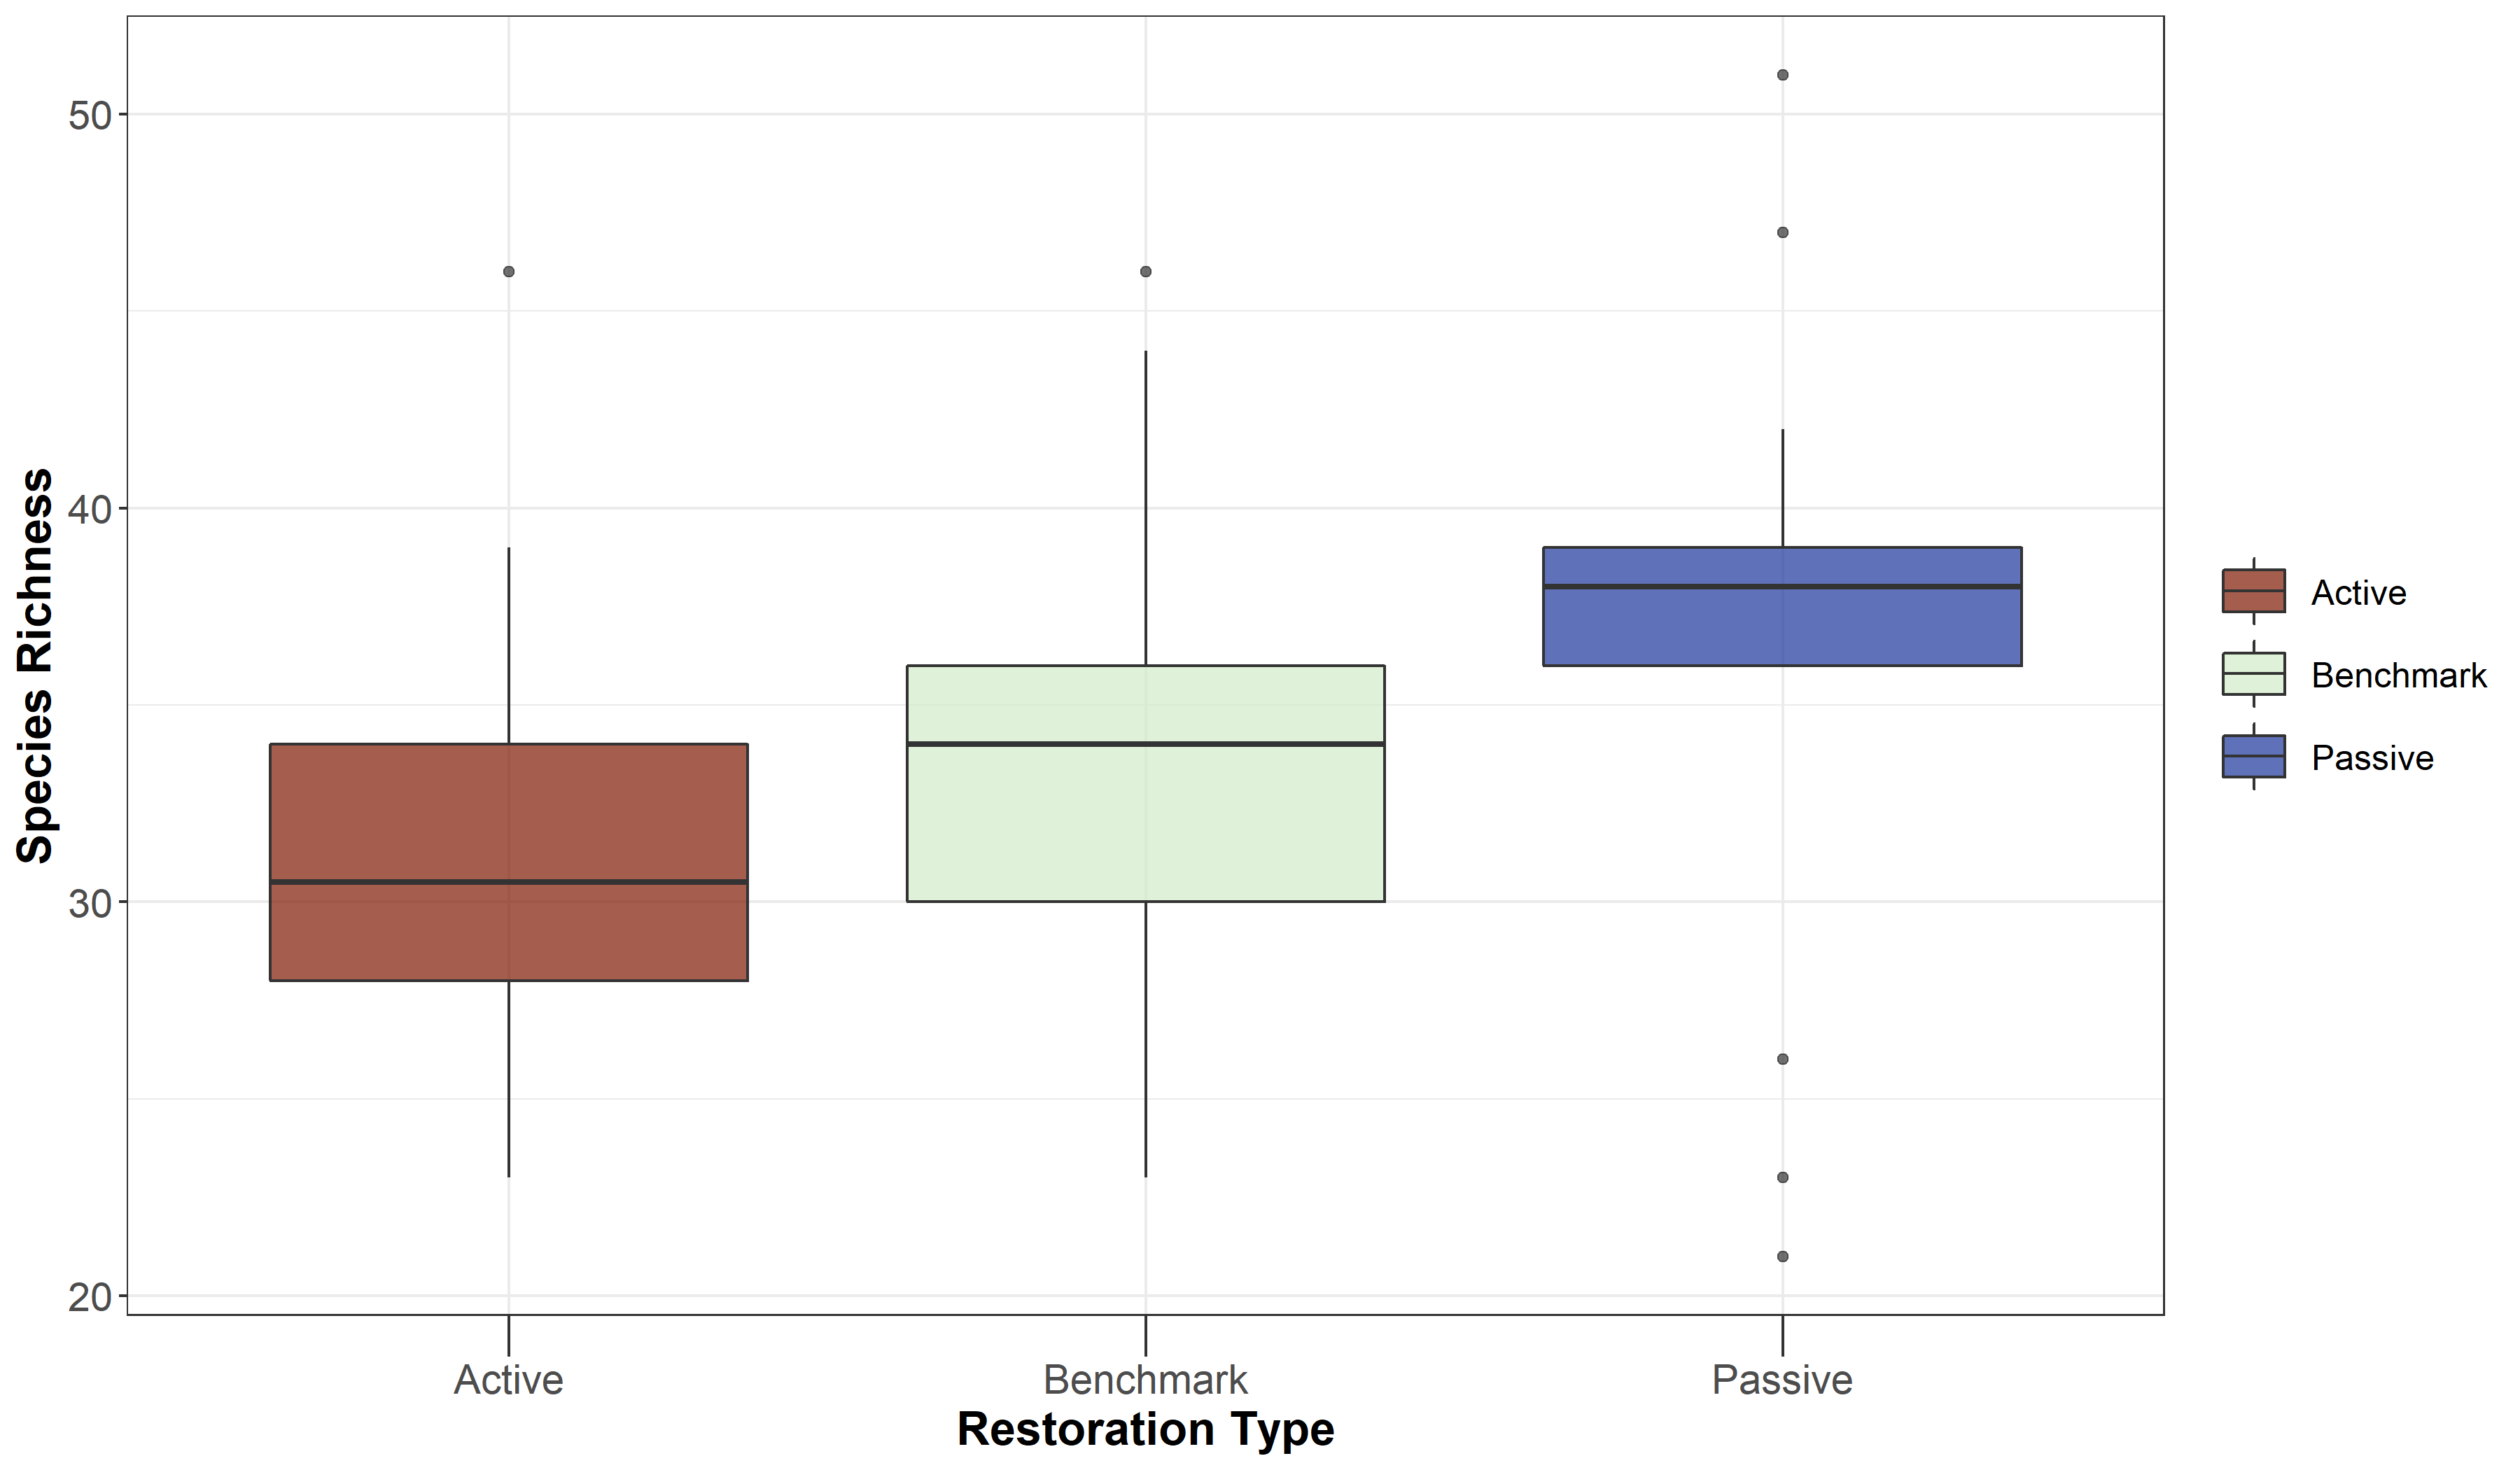 Species Richness
50
40
30
20
Active
Benchmark
Passive
Restoration Type
Active
Benchmark
Passive